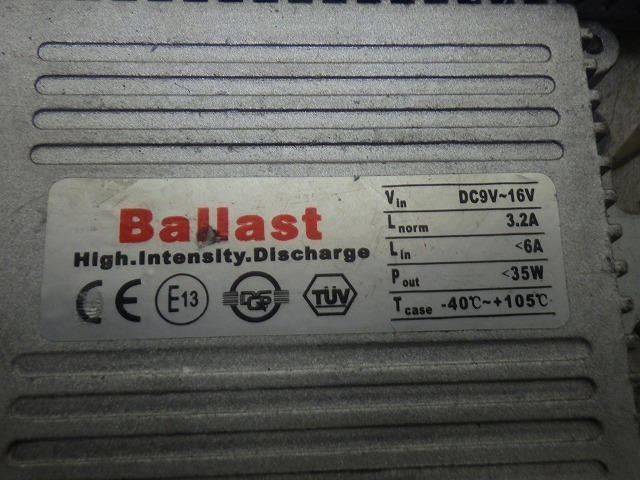 Ballast
High.Intensity.Discharge
CE E13 DGS TÜV
Vin DC9V~16V
Lnorm 3.2A
Lin <6A
Pout <35W
Tcase -40℃~+105℃